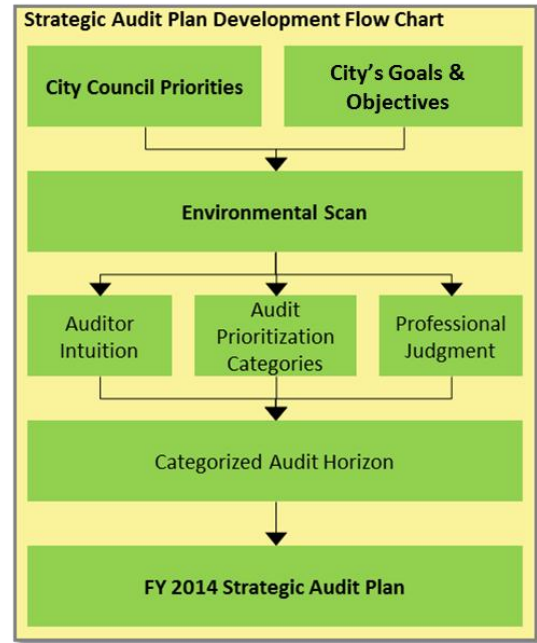 Strategic Audit Plan Development Flow Chart
City Council Priorities
City's Goals &
Objectives
Environmental Scan
Auditor
Intuition
Audit
Prioritization
Categories
Professional
Judgment
Categorized Audit Horizon
FY 2014 Strategic Audit Plan